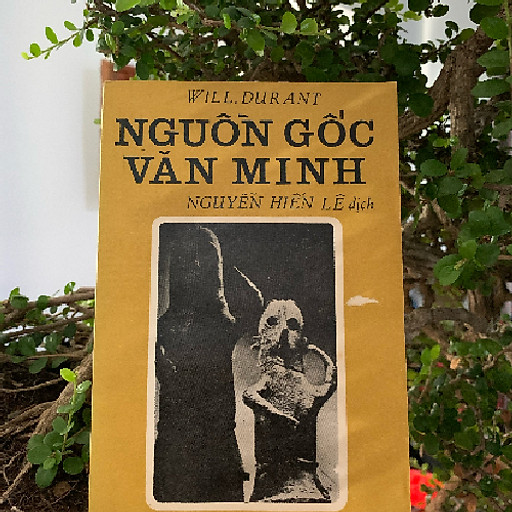 WILL. DURANT
NGUỒN GỐC
VĂN MINH
NGUYỄN HIẾN LÊ dịch